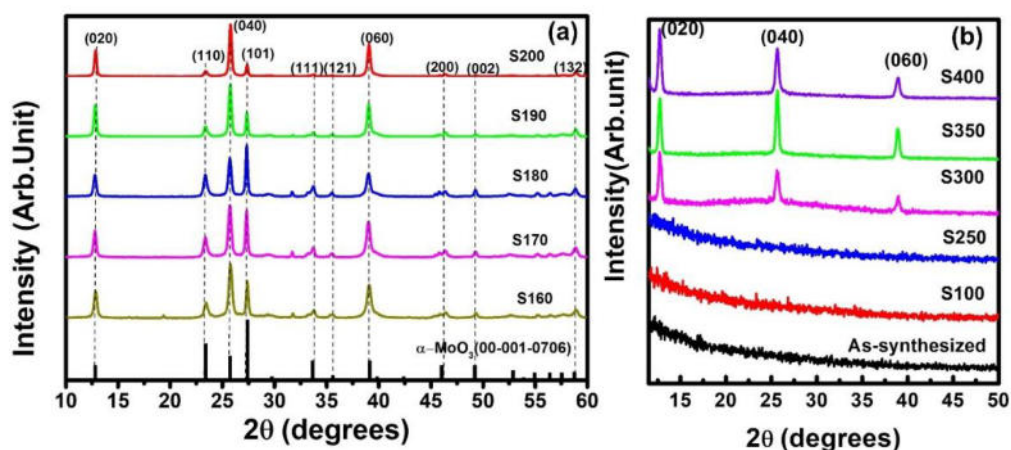 (040)
(a)
(020)
(060)
(110)
(101)
S200
(111)
(121)
(200)
(002)
(132)
S190
S180
S170
S160
α-MoO3(00-001-0706)
Intensity (Arb.Unit)
10 15 20 25 30 35 40 45 50 55 60
2θ (degrees)
(020)
(040)
(b)
(060)
S400
S350
S300
S250
S100
As-synthesized
Intensity(Arb.unit)
15 20 25 30 35 40 45 50
2θ (degrees)